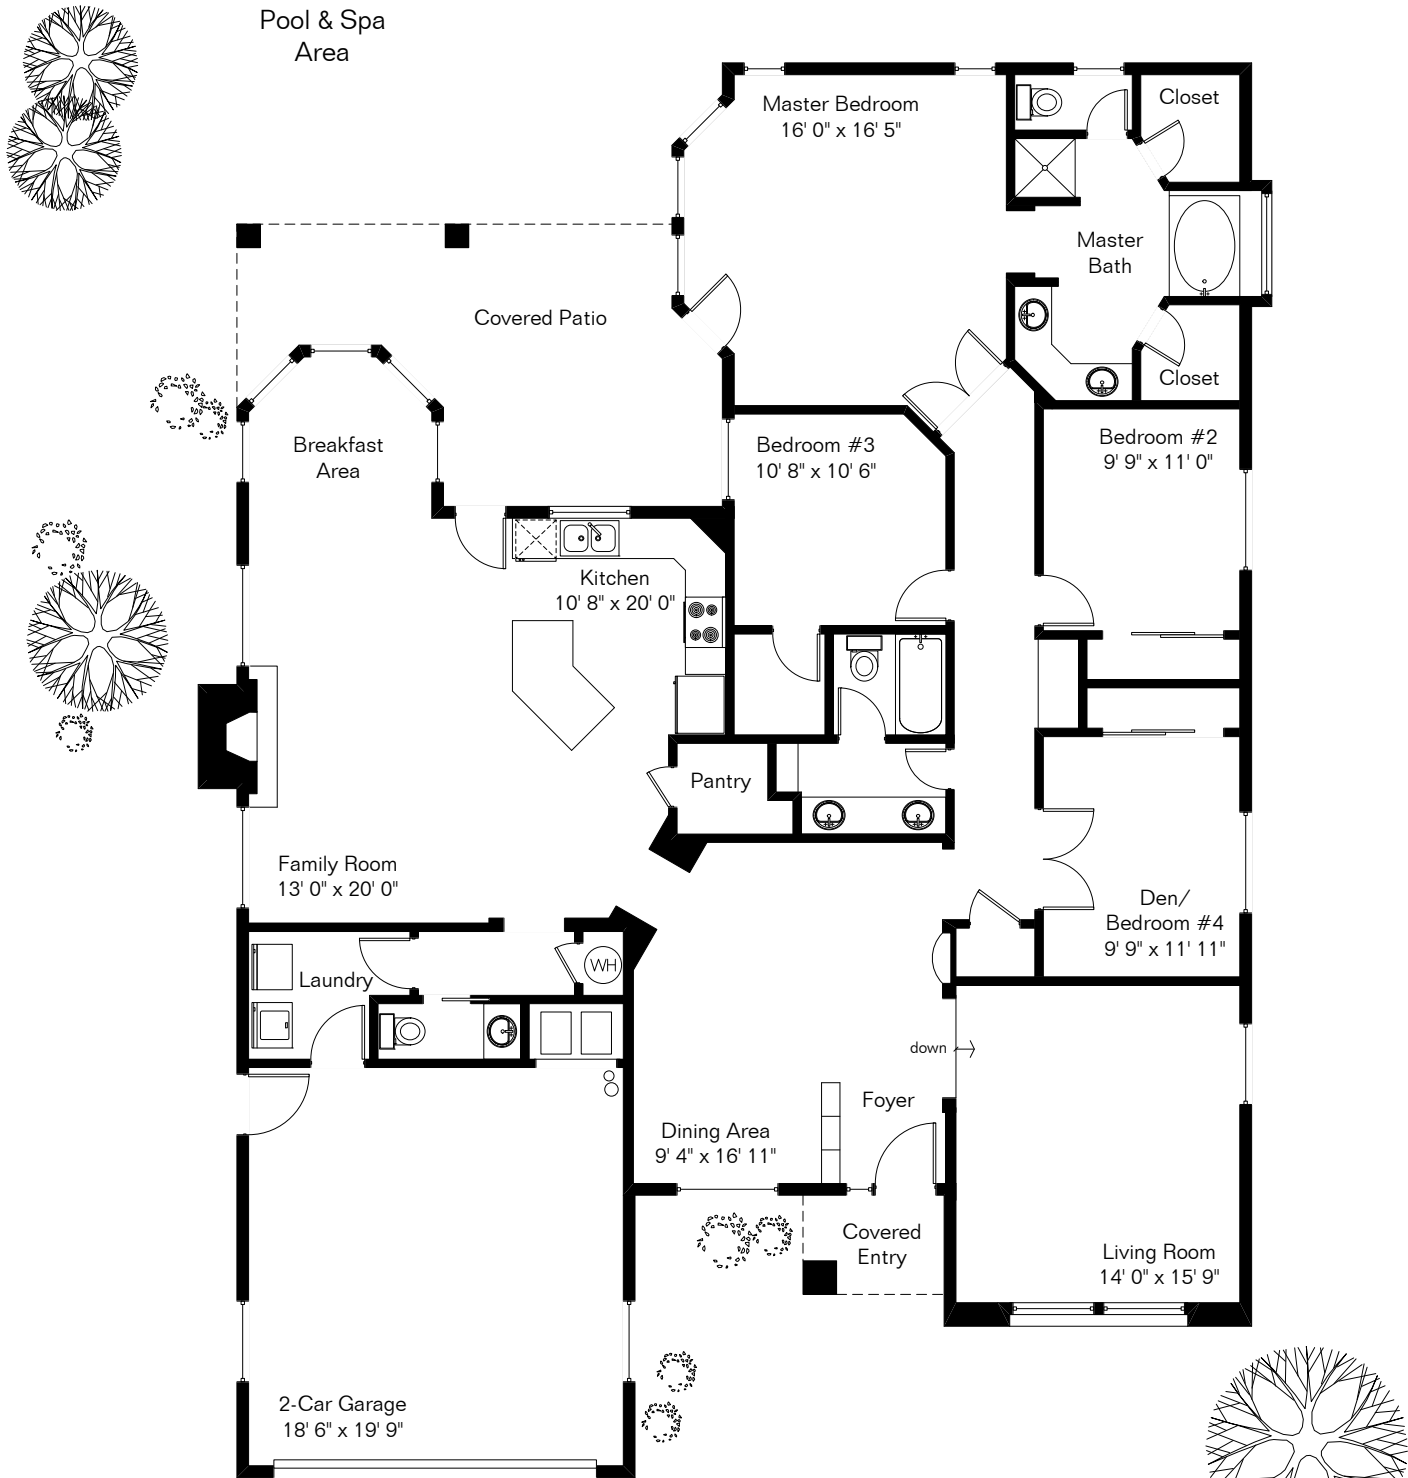 Pool & Spa
Area
Master Bedroom
16' 0" x 16' 5"
Closet
Master
Bath
Covered Patio
Closet
Breakfast
Area
Bedroom #3
10' 8" x 10' 6"
Bedroom #2
9' 9" x 11' 0"
Kitchen
10' 8" x 20' 0"
Pantry
Family Room
13' 0" x 20' 0"
Den/
Bedroom #4
9' 9" x 11' 11"
Laundry
WH
down
Foyer
Dining Area
9' 4" x 16' 11"
Covered
Entry
Living Room
14' 0" x 15' 9"
2-Car Garage
18' 6" x 19' 9"